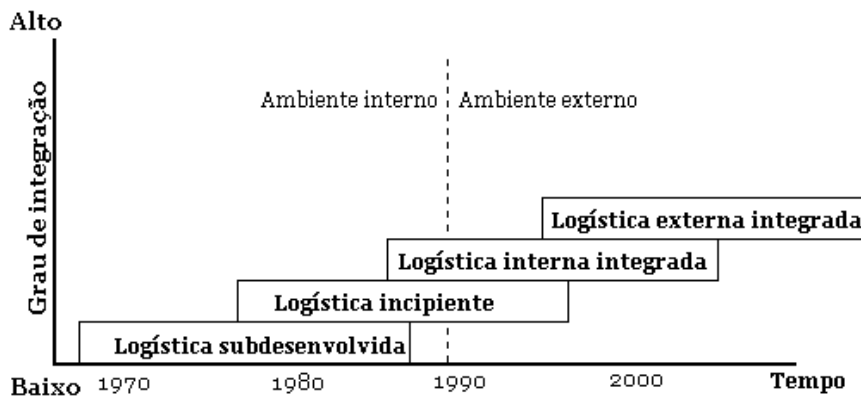 Alto
Grau de integração
Ambiente interno Ambiente externo
Logística externa integrada
Logística interna integrada
Logística incipiente
Logística subdesenvolvida
Baixo 1970 1980 1990 2000 Tempo